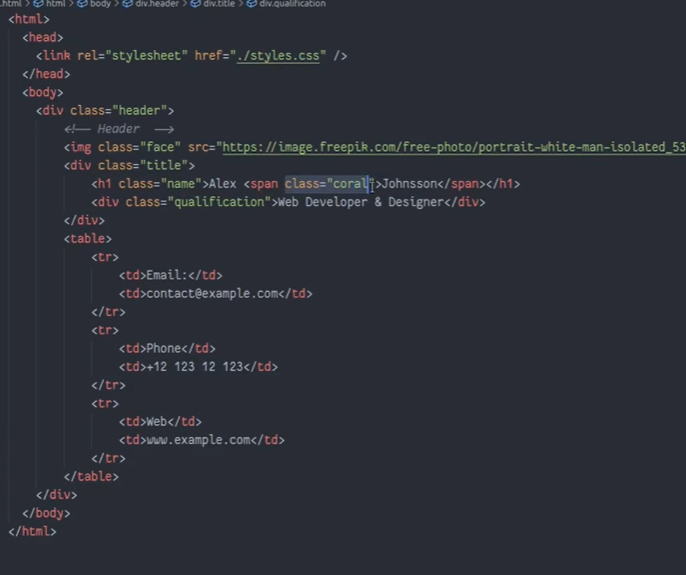 .html > html > body > div.header > div.title > div.qualification
<html>
<head>
<link rel="stylesheet" href="./styles.css" />
</head>
<body>
<div class="header">
<!-- Header -->
<img class="face" src="https://image.freepik.com/free-photo/portrait-white-man-isolated_53
<div class="title">
<h1 class="name">Alex <span class="coral">Johnsson</span></h1>
<div class="qualification">Web Developer & Designer</div>
</div>
<table>
<tr>
<td>Email:</td>
<td>contact@example.com</td>
</tr>
<tr>
<td>Phone</td>
<td>+12 123 12 123</td>
</tr>
<tr>
<td>Web</td>
<td>www.example.com</td>
</tr>
</table>
</div>
</body>
</html>